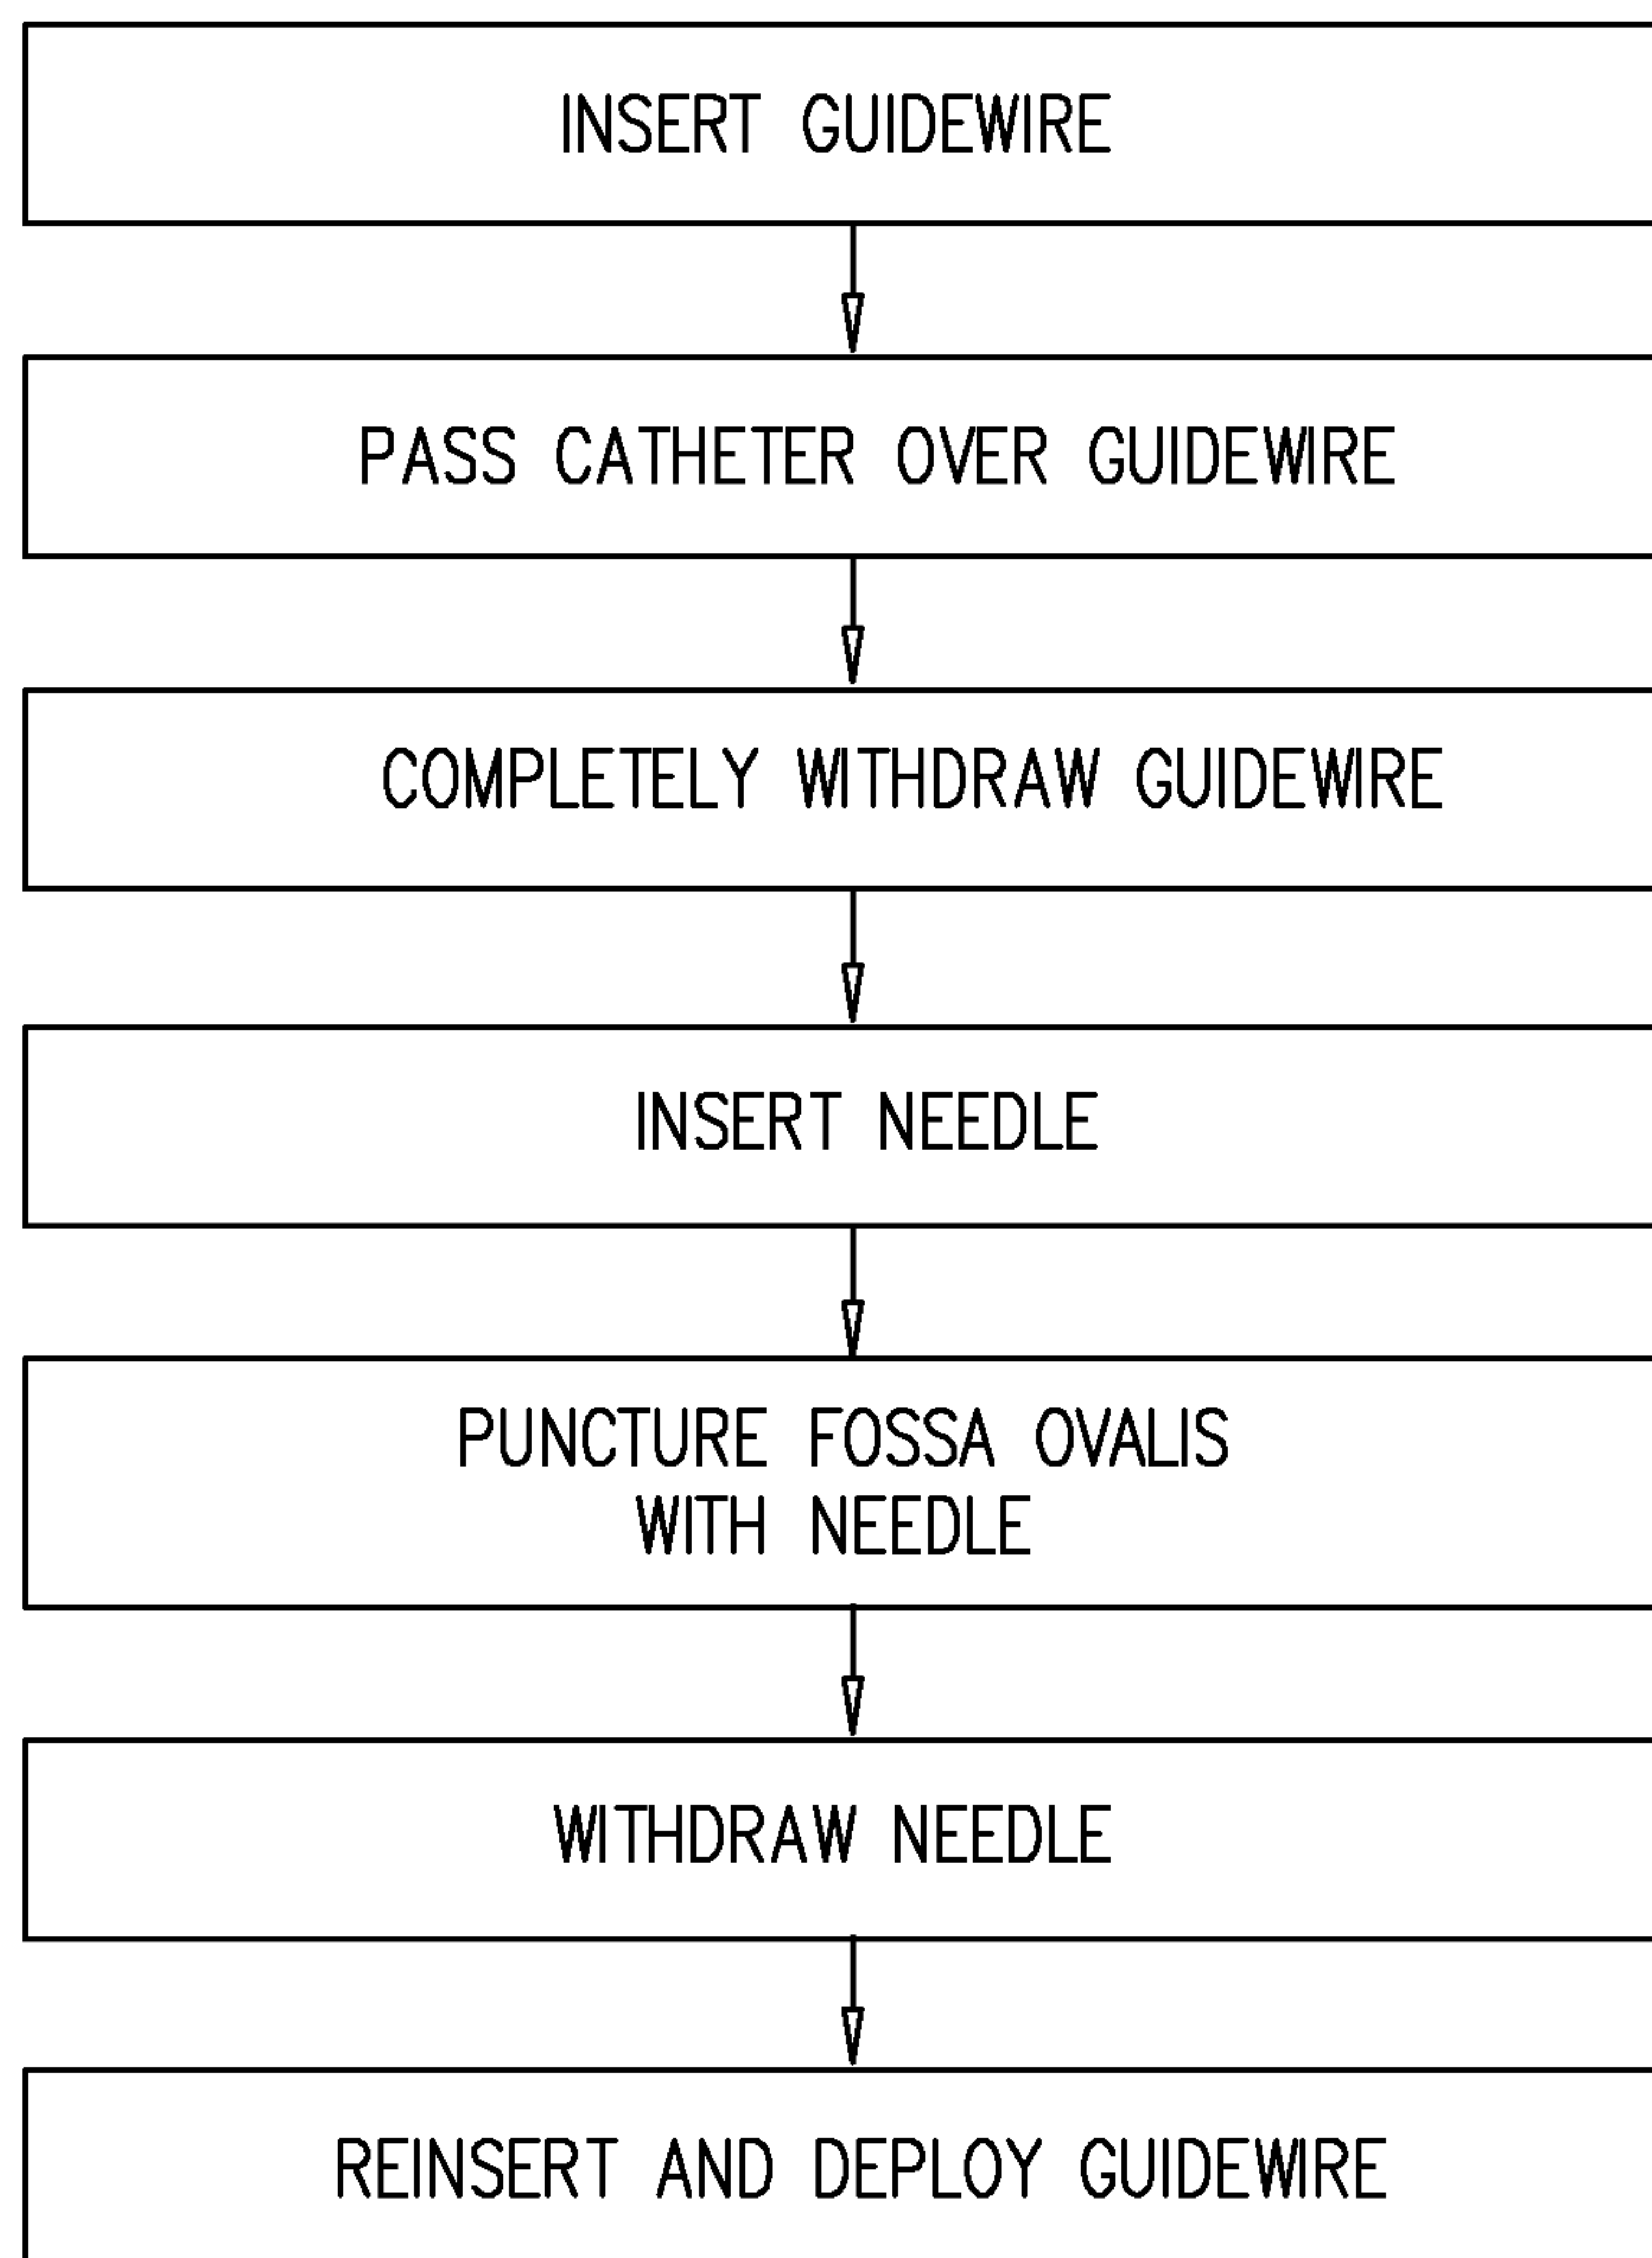 INSERT GUIDEWIRE
PASS CATHETER OVER GUIDEWIRE
COMPLETELY WITHDRAW GUIDEWIRE
INSERT NEEDLE
PUNCTURE FOSSA OVALIS
WITH NEEDLE
WITHDRAW NEEDLE
REINSERT AND DEPLOY GUIDEWIRE